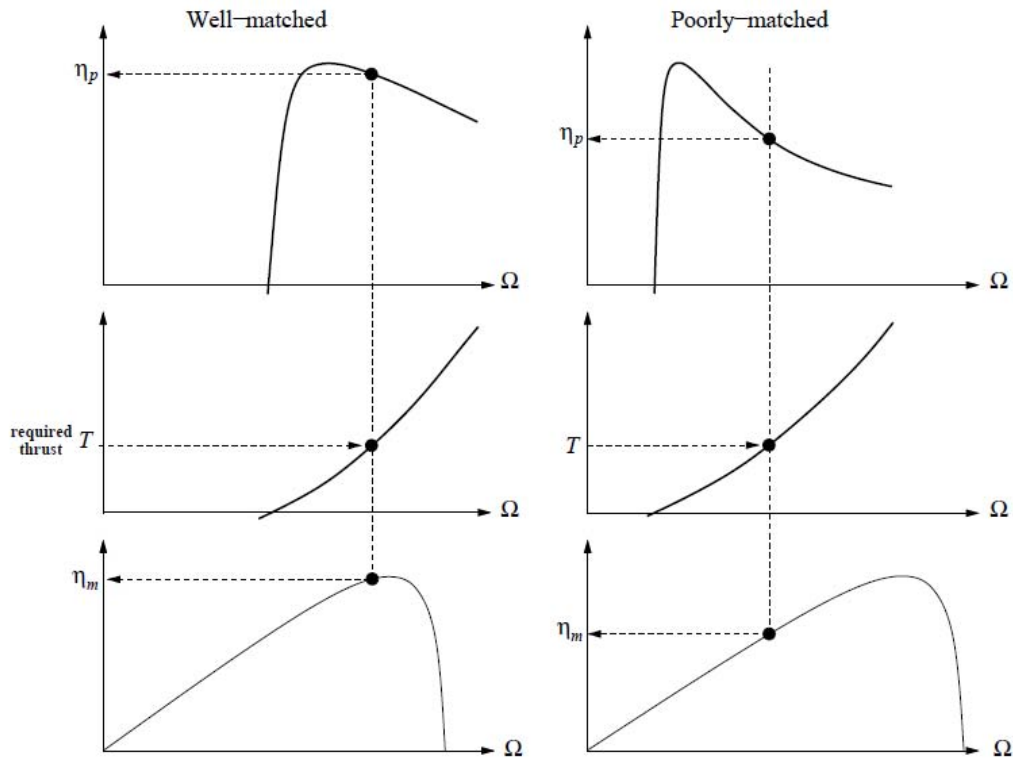 Well−matched
Poorly−matched
ηp
ηp
Ω
Ω
required
thrust T
T
Ω
Ω
ηm
ηm
Ω
Ω